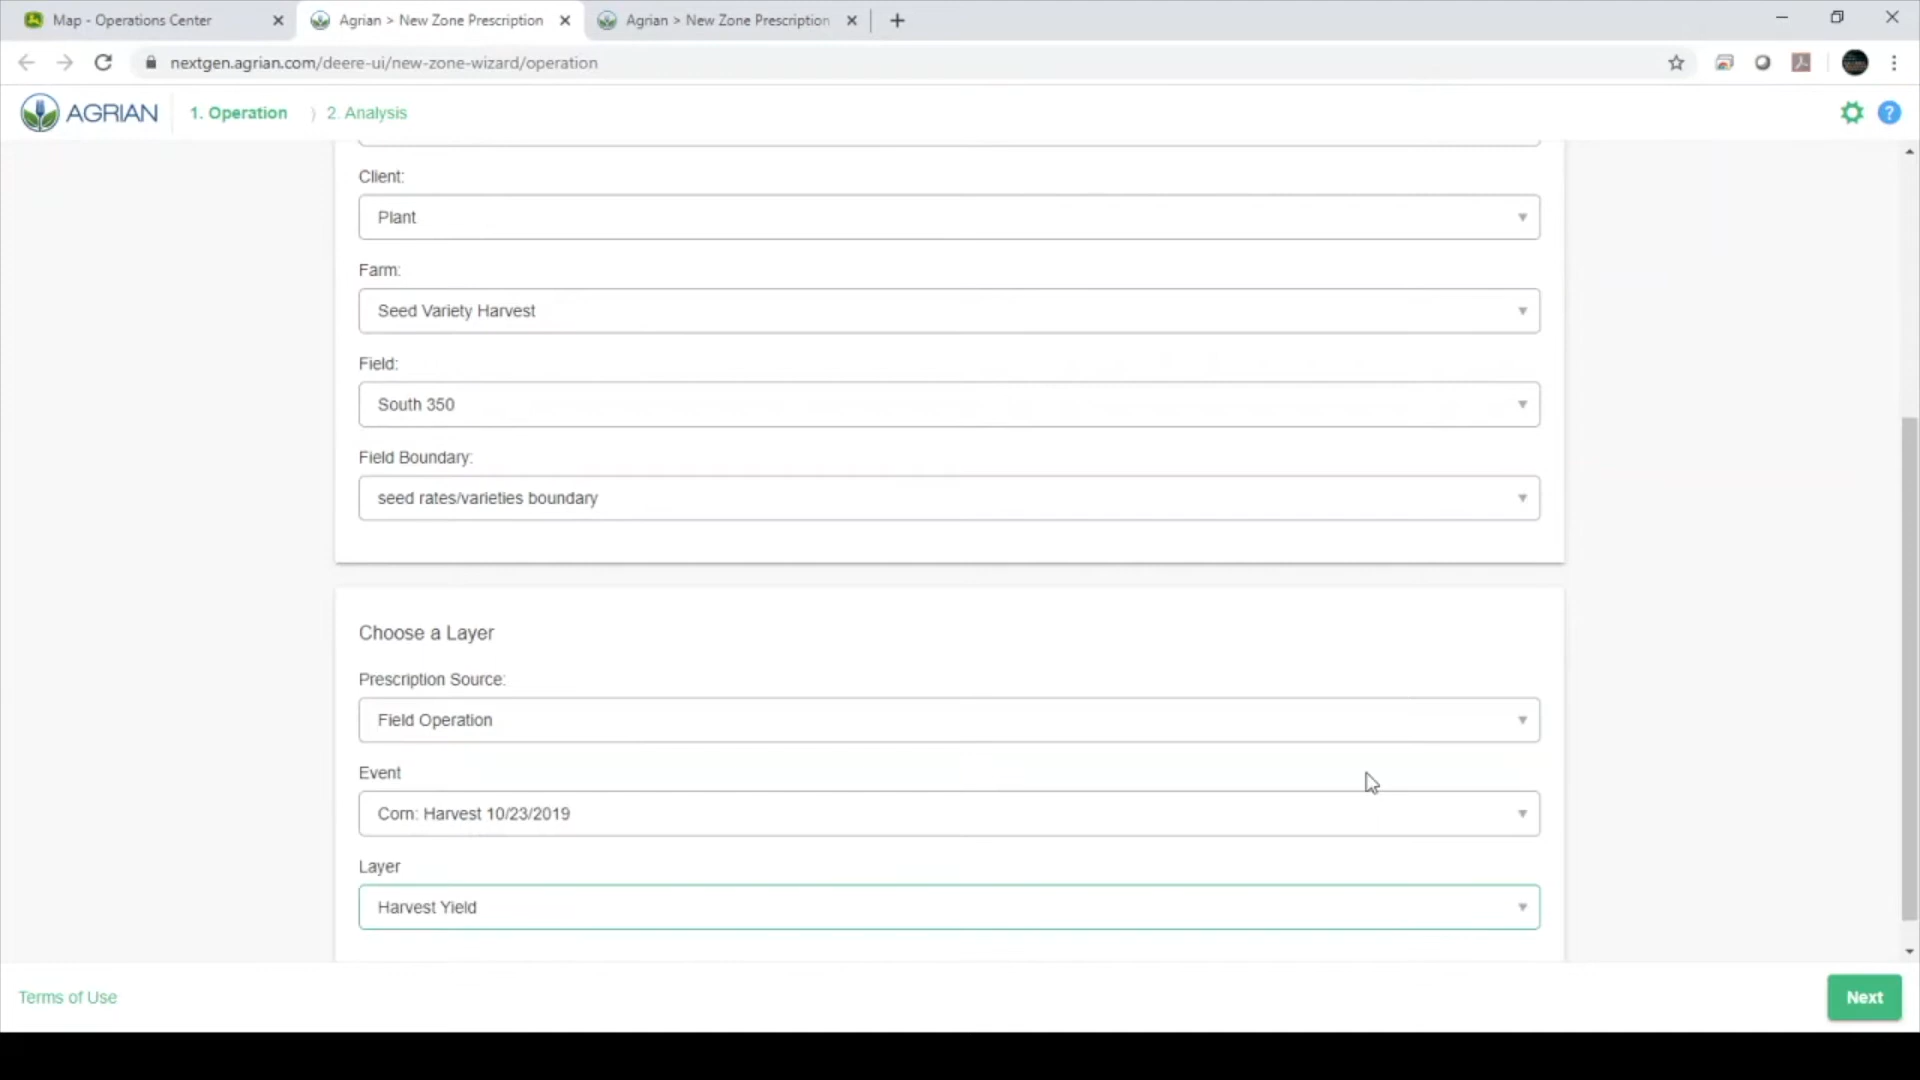 Map - Operations Center
Agrian > New Zone Prescription
Agrian > New Zone Prescription
nextgen.agrian.com/deere-ui/new-zone-wizard/operation
AGRIAN
1. Operation
2. Analysis
Client:
Plant
Farm:
Seed Variety Harvest
Field:
South 350
Field Boundary:
seed rates/varieties boundary
Choose a Layer
Prescription Source:
Field Operation
Event
Corn: Harvest 10/23/2019
Layer
Harvest Yield
Terms of Use
Next